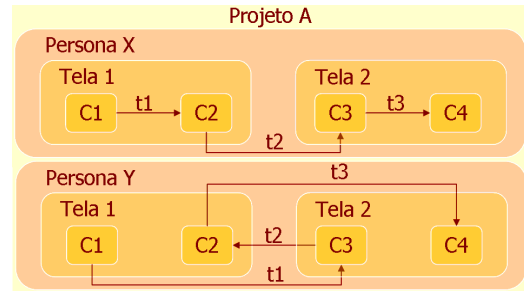 Projeto A
Persona X
Tela 1
Tela 2
C1
t1
C2
C3
t3
C4
t2
Persona Y
t3
Tela 1
Tela 2
C1
C2
t2
C3
C4
t1